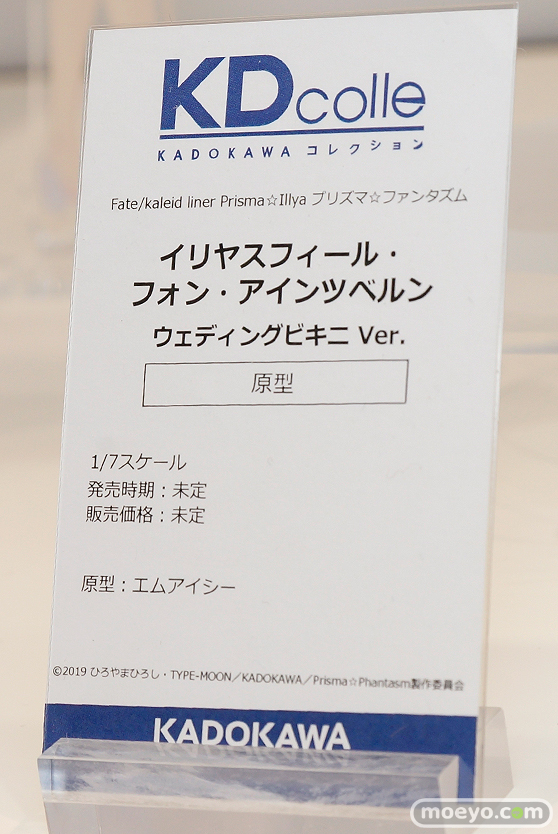 KDcolle
KADOKAWA コレクション
Fate/kaleid liner Prisma☆Illya プリズマ☆ファンタズム
イリヤスフィール・
フォン・アインツベルン
ウェディングビキニ Ver.
原型
1/7スケール
発売時期：未定
販売価格：未定
原型：エムアイシー
©2019 ひろやまひろし・TYPE-MOON／KADOKAWA／Prisma☆Phantasm製作委員会
KADOKAWA
moeyo.com